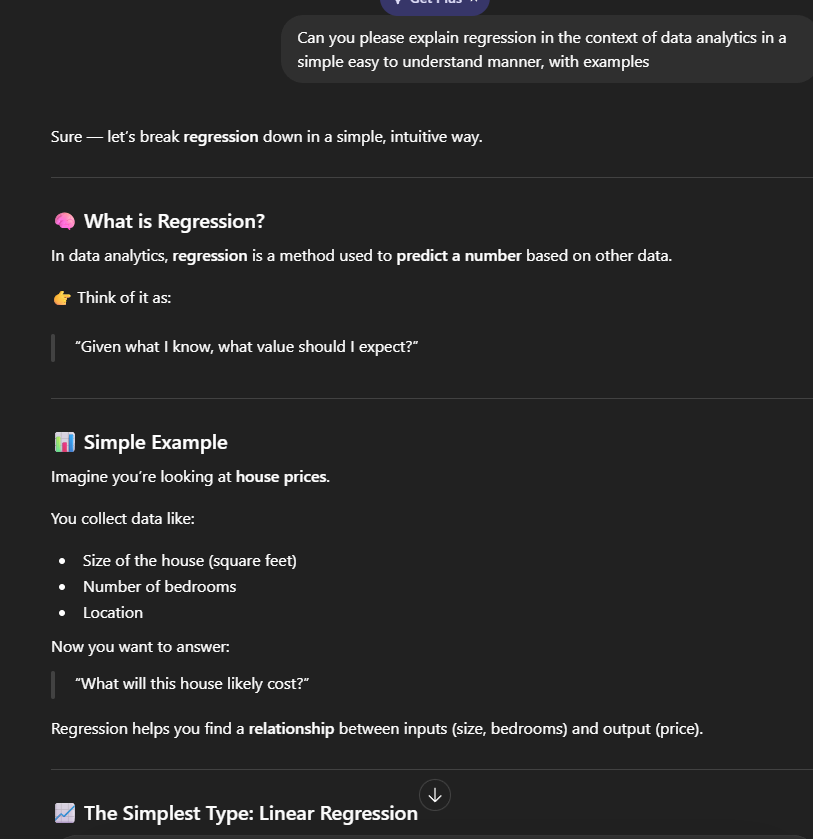 Get Plus
Can you please explain regression in the context of data analytics in a
simple easy to understand manner, with examples
Sure — let's break regression down in a simple, intuitive way.
🧠 What is Regression?
In data analytics, regression is a method used to predict a number based on other data.
👉 Think of it as:
“Given what I know, what value should I expect?”
📊 Simple Example
Imagine you're looking at house prices.
You collect data like:
• Size of the house (square feet)
• Number of bedrooms
• Location
Now you want to answer:
“What will this house likely cost?”
Regression helps you find a relationship between inputs (size, bedrooms) and output (price).
📈 The Simplest Type: Linear Regression